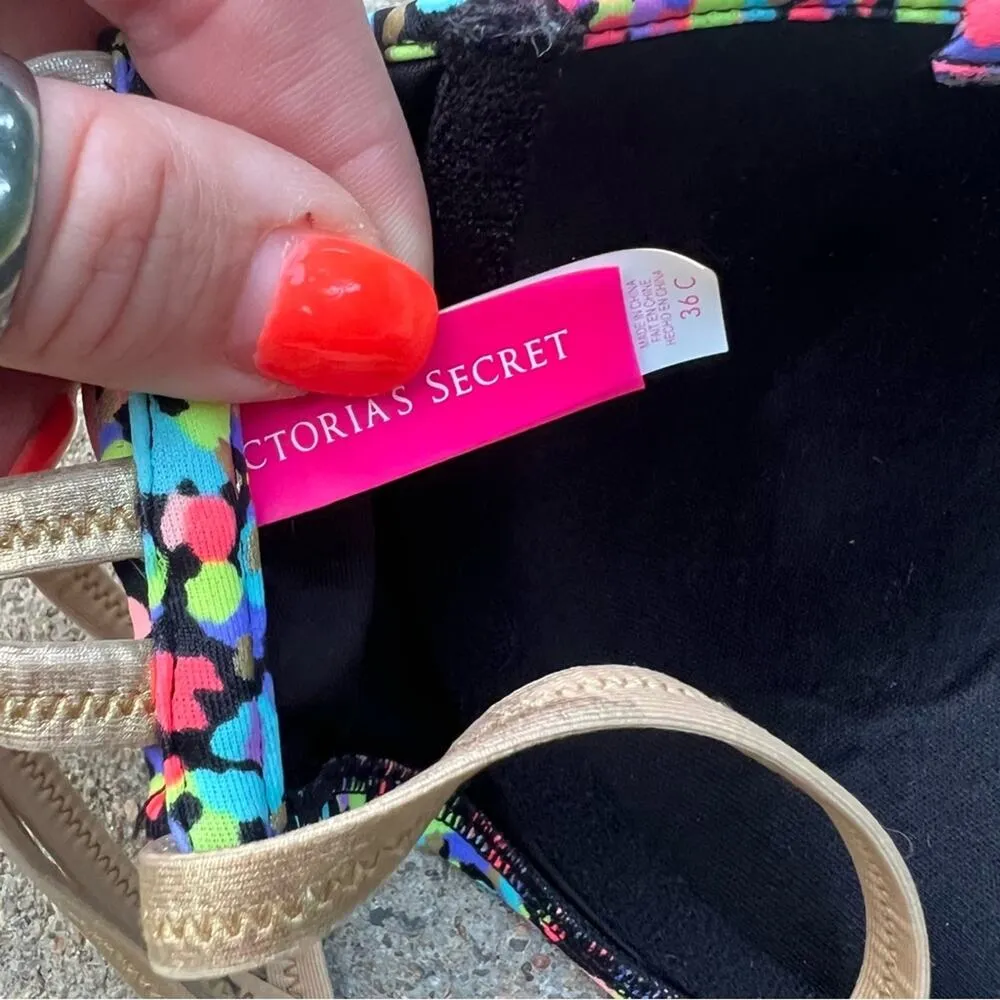 CTORIA'S SECRET
MADE IN CHINA
FAIT EN CHINE
HECHO EN CHINA
36 C